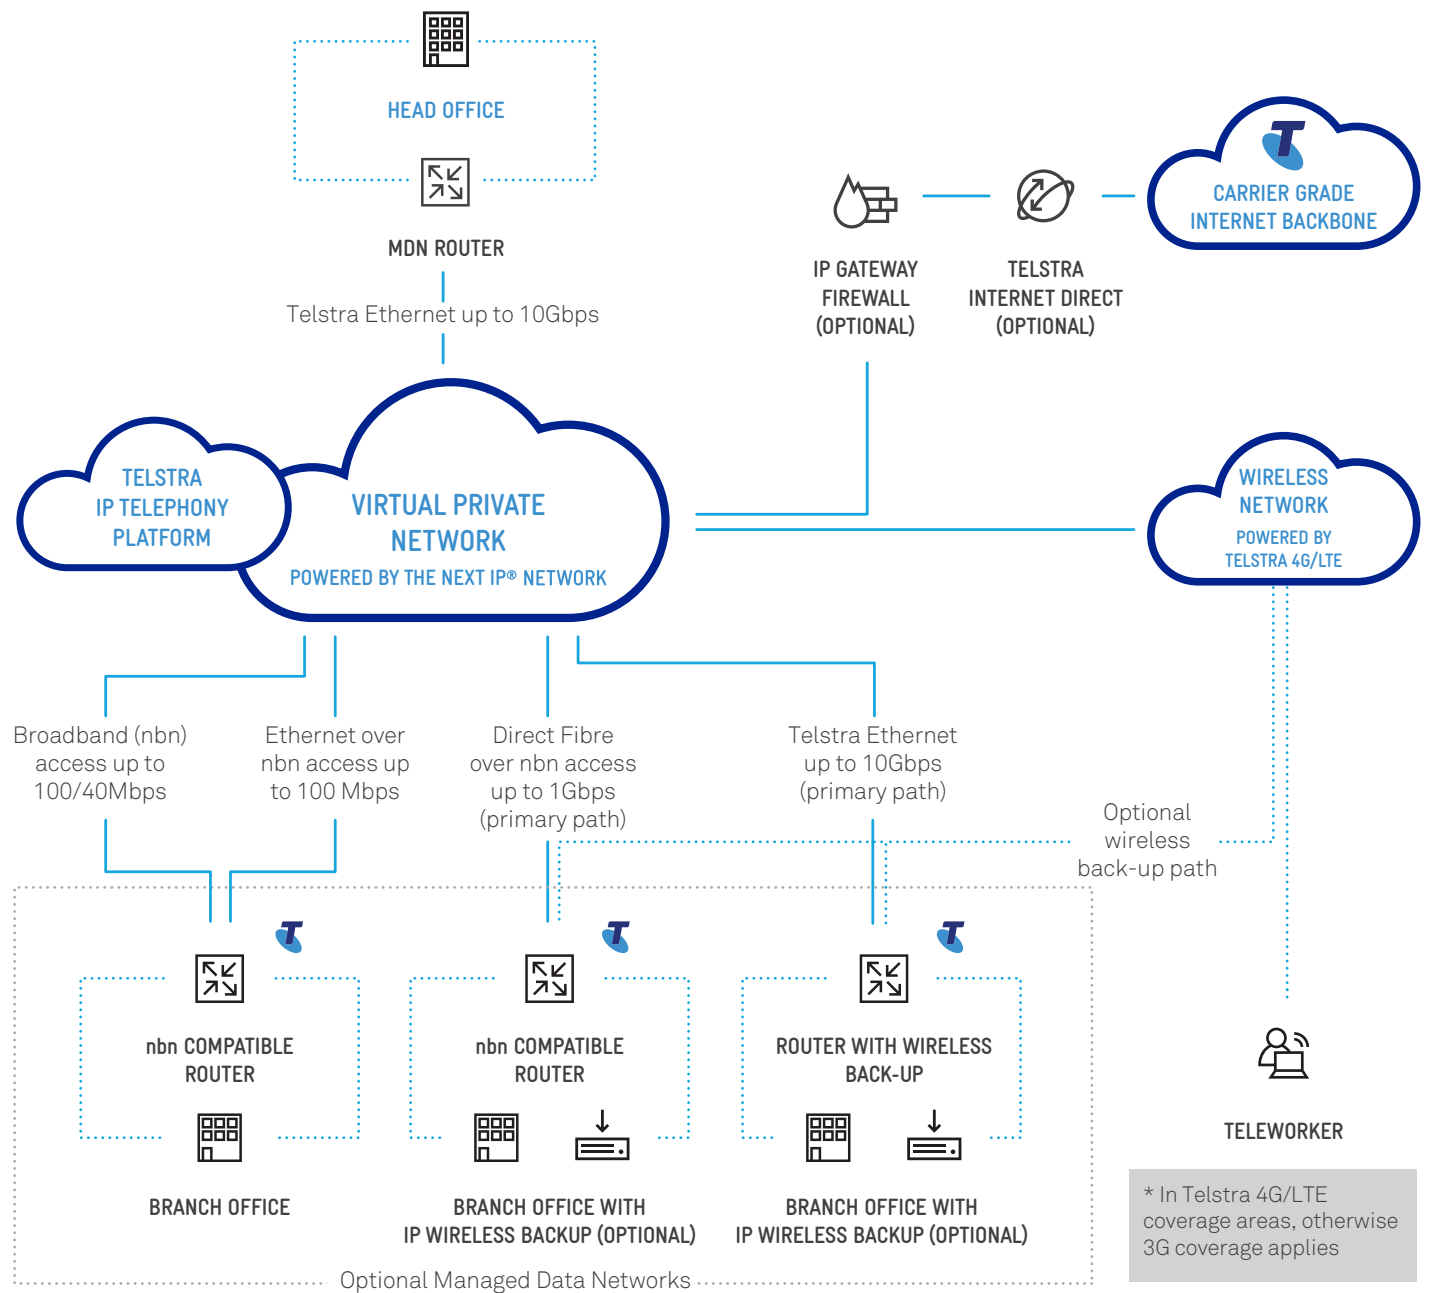 HEAD OFFICE
MDN ROUTER
Telstra Ethernet up to 10Gbps
IP GATEWAY
FIREWALL
(OPTIONAL)
TELSTRA
INTERNET DIRECT
(OPTIONAL)
T
CARRIER GRADE
INTERNET BACKBONE
TELSTRA
IP TELEPHONY
PLATFORM
VIRTUAL PRIVATE
NETWORK
POWERED BY THE NEXT IP® NETWORK
WIRELESS
NETWORK
POWERED BY
TELSTRA 4G/LTE
Broadband (nbn)
access up to
100/40Mbps
Ethernet over
nbn access up
to 100 Mbps
Direct Fibre
over nbn access
up to 1Gbps
(primary path)
Telstra Ethernet
up to 10Gbps
(primary path)
Optional
wireless
back-up path
T
nbn COMPATIBLE
ROUTER
BRANCH OFFICE
T
nbn COMPATIBLE
ROUTER
BRANCH OFFICE WITH
IP WIRELESS BACKUP (OPTIONAL)
T
ROUTER WITH WIRELESS
BACK-UP
BRANCH OFFICE WITH
IP WIRELESS BACKUP (OPTIONAL)
TELEWORKER
* In Telstra 4G/LTE
coverage areas, otherwise
3G coverage applies
Optional Managed Data Networks